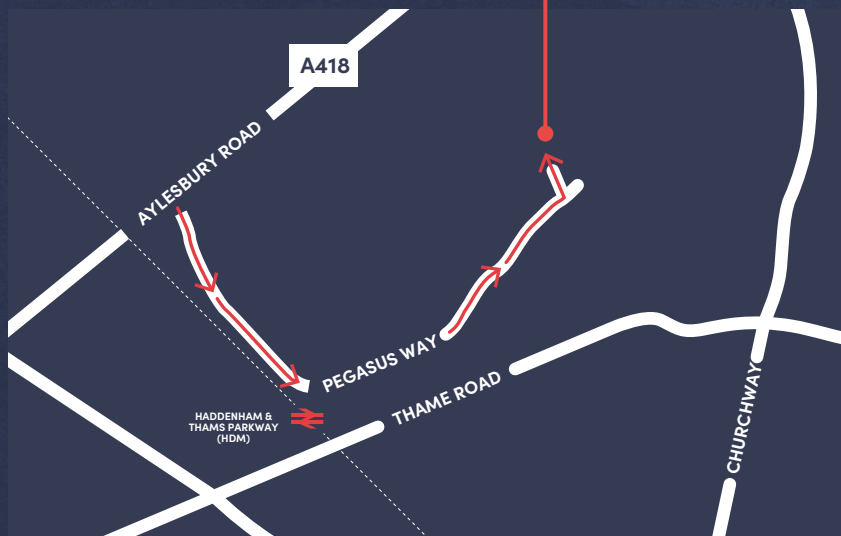 A418
AYLESBURY ROAD
PEGASUS WAY
THAME ROAD
HADDENHAM &
THAMS PARKWAY
(HDM)
CHURCHWAY